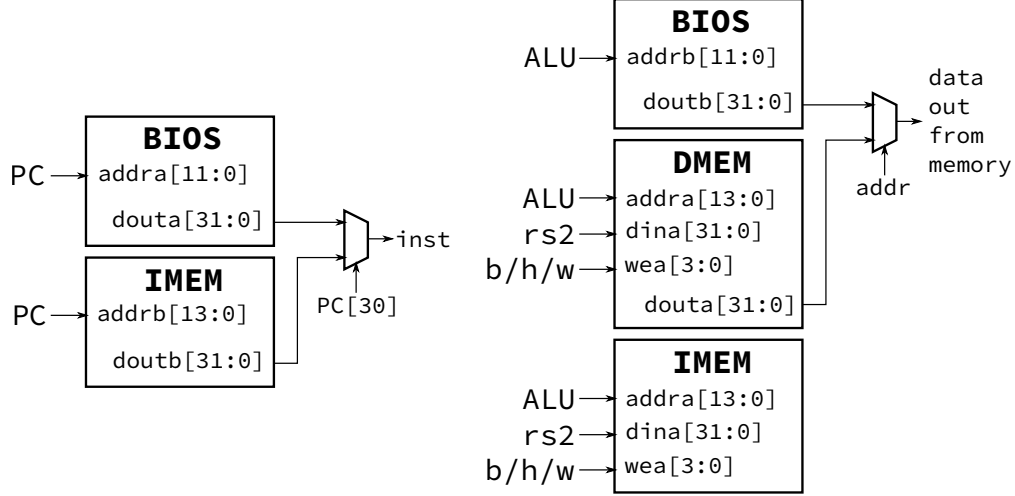 BIOS
PC
addra[11:0]
douta[31:0]
IMEM
PC
addrb[13:0]
doutb[31:0]
inst
PC[30]
BIOS
ALU
addrb[11:0]
doutb[31:0]
DMEM
ALU
addra[13:0]
rs2
dina[31:0]
b/h/w
wea[3:0]
douta[31:0]
IMEM
ALU
addra[13:0]
rs2
dina[31:0]
b/h/w
wea[3:0]
data
out
from
memory
addr